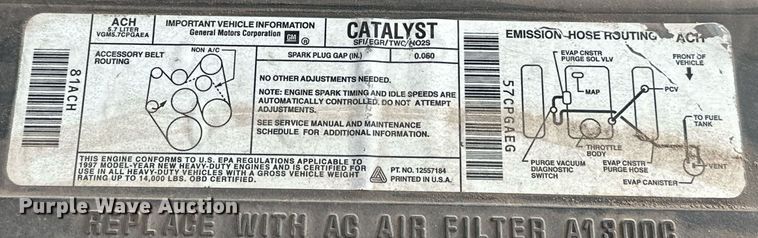 ACH
5.7 LITER
VGM5.7CPGAEA
IMPORTANT VEHICLE INFORMATION
General Motors Corporation GM ®
CATALYST
SFI/EGR/TWC/HO2S
EMISSION HOSE ROUTING ACH
ACCESSORY BELT
ROUTING
NON A/C
SPARK PLUG GAP (IN.) 0.060
NO OTHER ADJUSTMENTS NEEDED.
NOTE: ENGINE SPARK TIMING AND IDLE SPEEDS ARE
AUTOMATICALLY CONTROLLED. DO NOT ATTEMPT
ADJUSTMENTS.
SEE SERVICE MANUAL AND MAINTENANCE
SCHEDULE FOR ADDITIONAL INFORMATION.
THIS ENGINE CONFORMS TO U.S. EPA REGULATIONS APPLICABLE TO
1997 MODEL-YEAR NEW HEAVY-DUTY ENGINES AND IS CERTIFIED FOR
USE IN ALL HEAVY-DUTY VEHICLES WITH A GROSS VEHICLE WEIGHT
RATING UP TO 14,000 LBS. OBD CERTIFIED.
PT. NO. 12557184
PRINTED IN U.S.A.
81ACH
57CPGAEG
EVAP CNSTR
PURGE SOL VLV
FRONT OF
VEHICLE
MAP
PCV
TO FUEL
TANK
THROTTLE
BODY
PURGE VACUUM
DIAGNOSTIC
SWITCH
EVAP CNSTR
PURGE HOSE
VENT
EVAP CANISTER
Purple Wave Auction
REPLACE WITH AC AIR FILTER A1300C